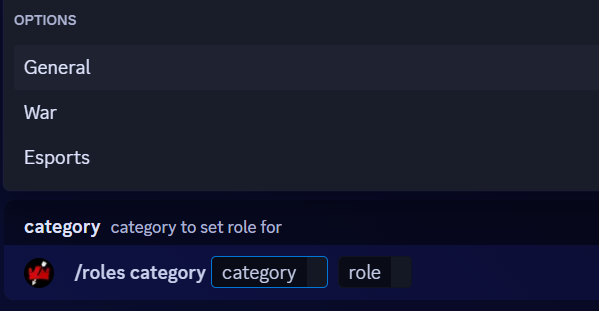 OPTIONS
General
War
Esports
category category to set role for
/roles category category role